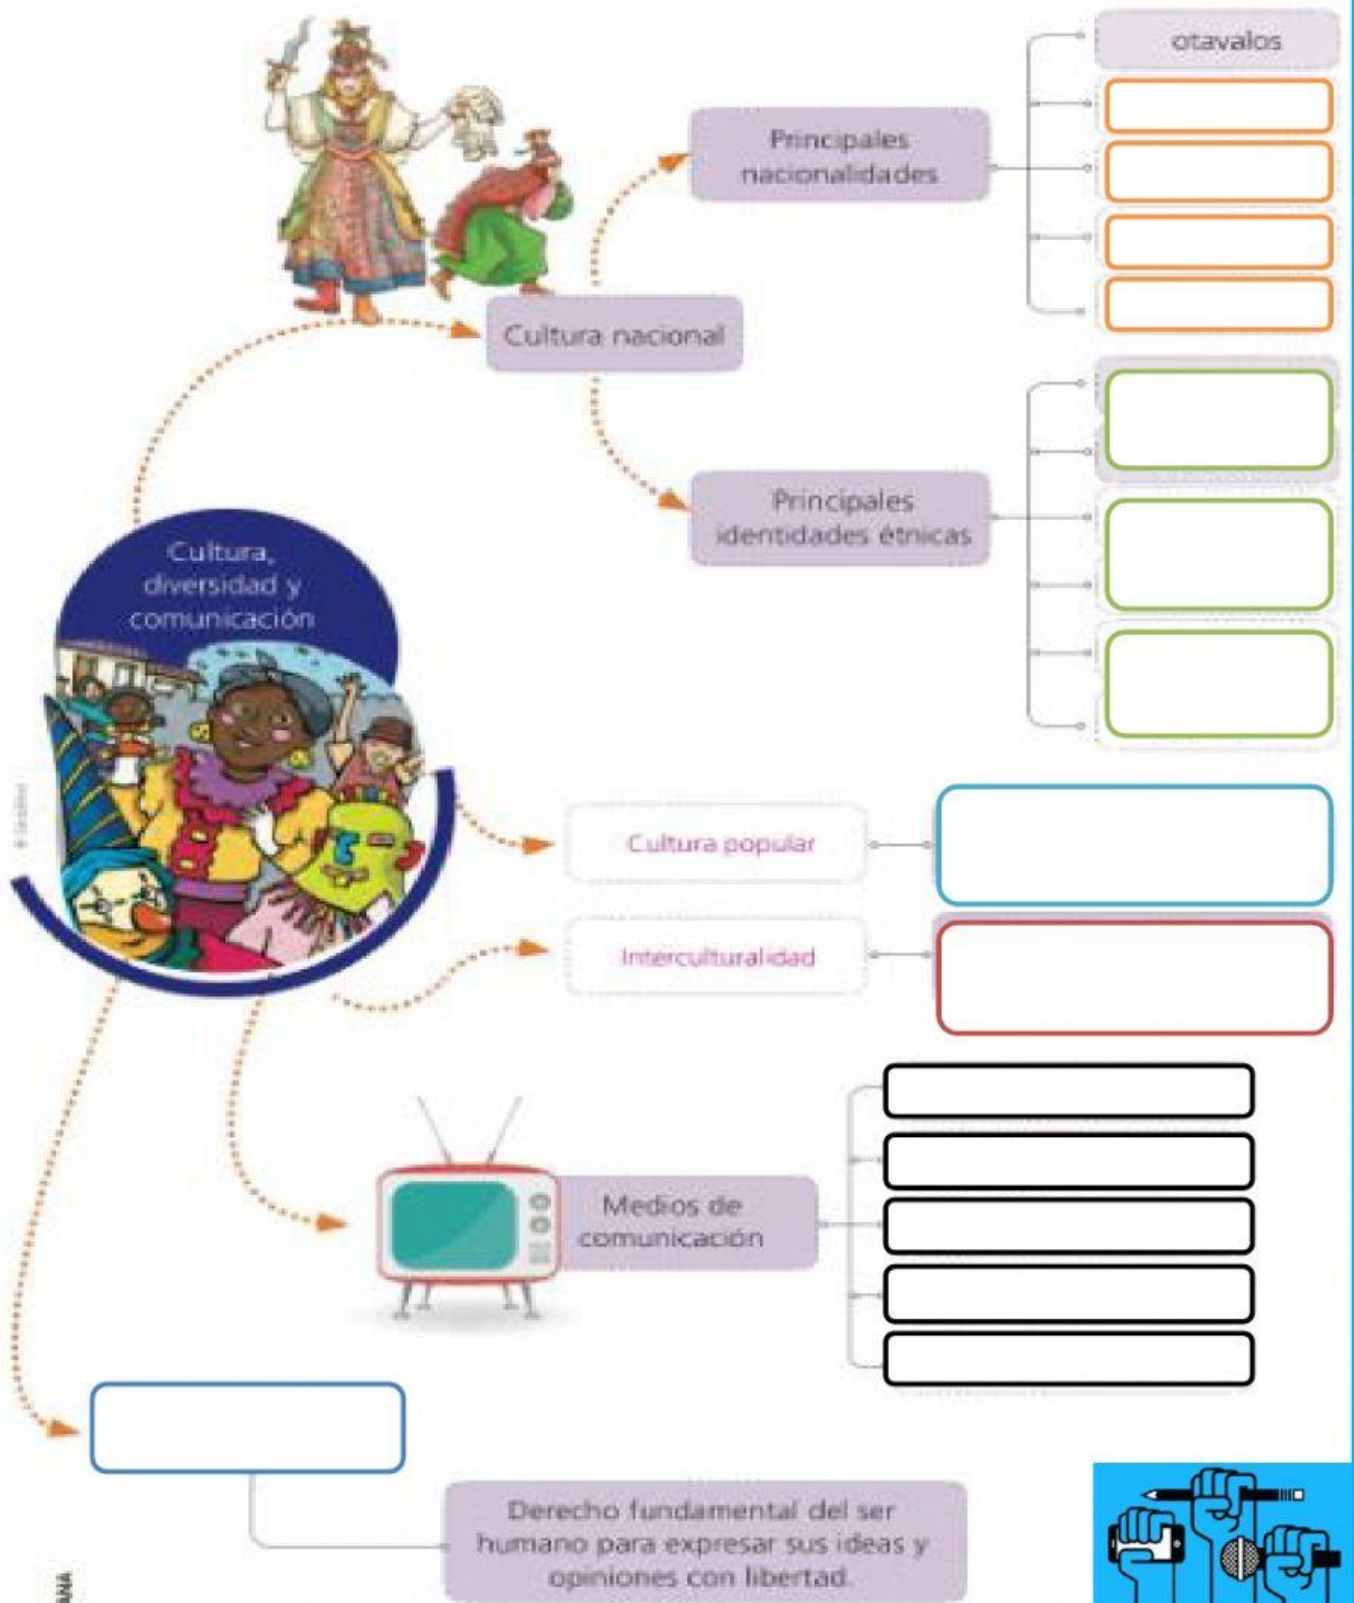 otavalos
Principales
nacionalidades
Cultura nacional
Principales
identidades étnicas
Cultura,
diversidad y
comunicación
Cultura popular
Interculturalidad
Medios de
comunicación
Derecho fundamental del ser
humano para expresar sus ideas y
opiniones con libertad.
ANA